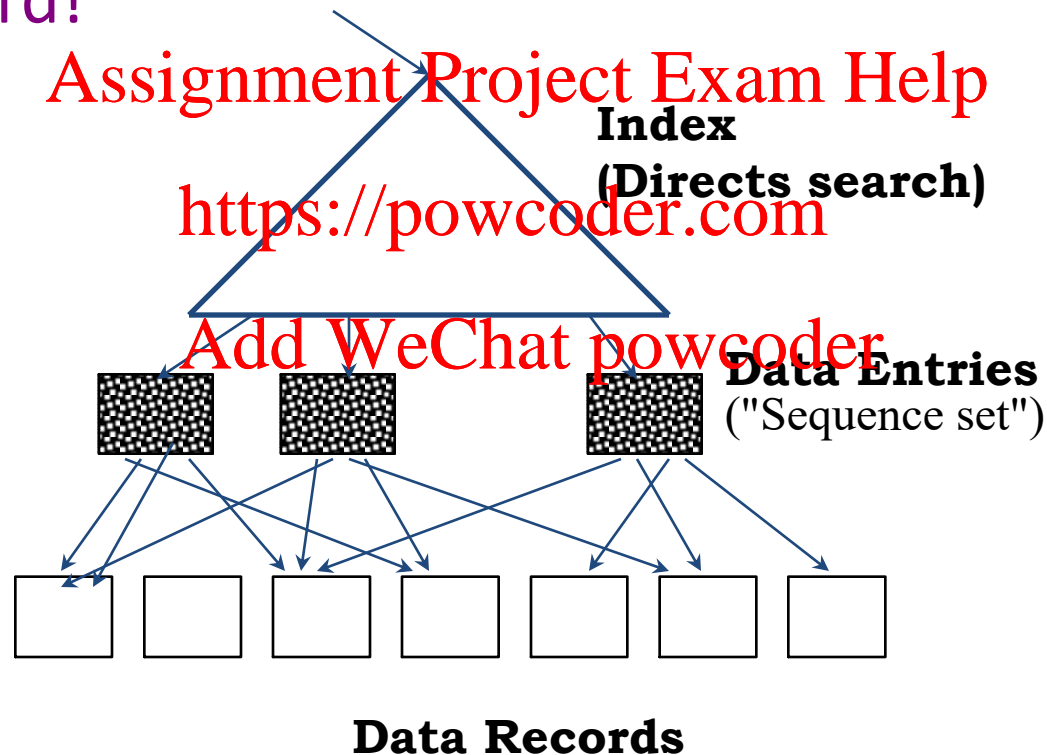 Assignment Project Exam Help
Index
(Directs search)
https://powcoder.com
Add WeChat powcoder
Data Entries
("Sequence set")
Data Records